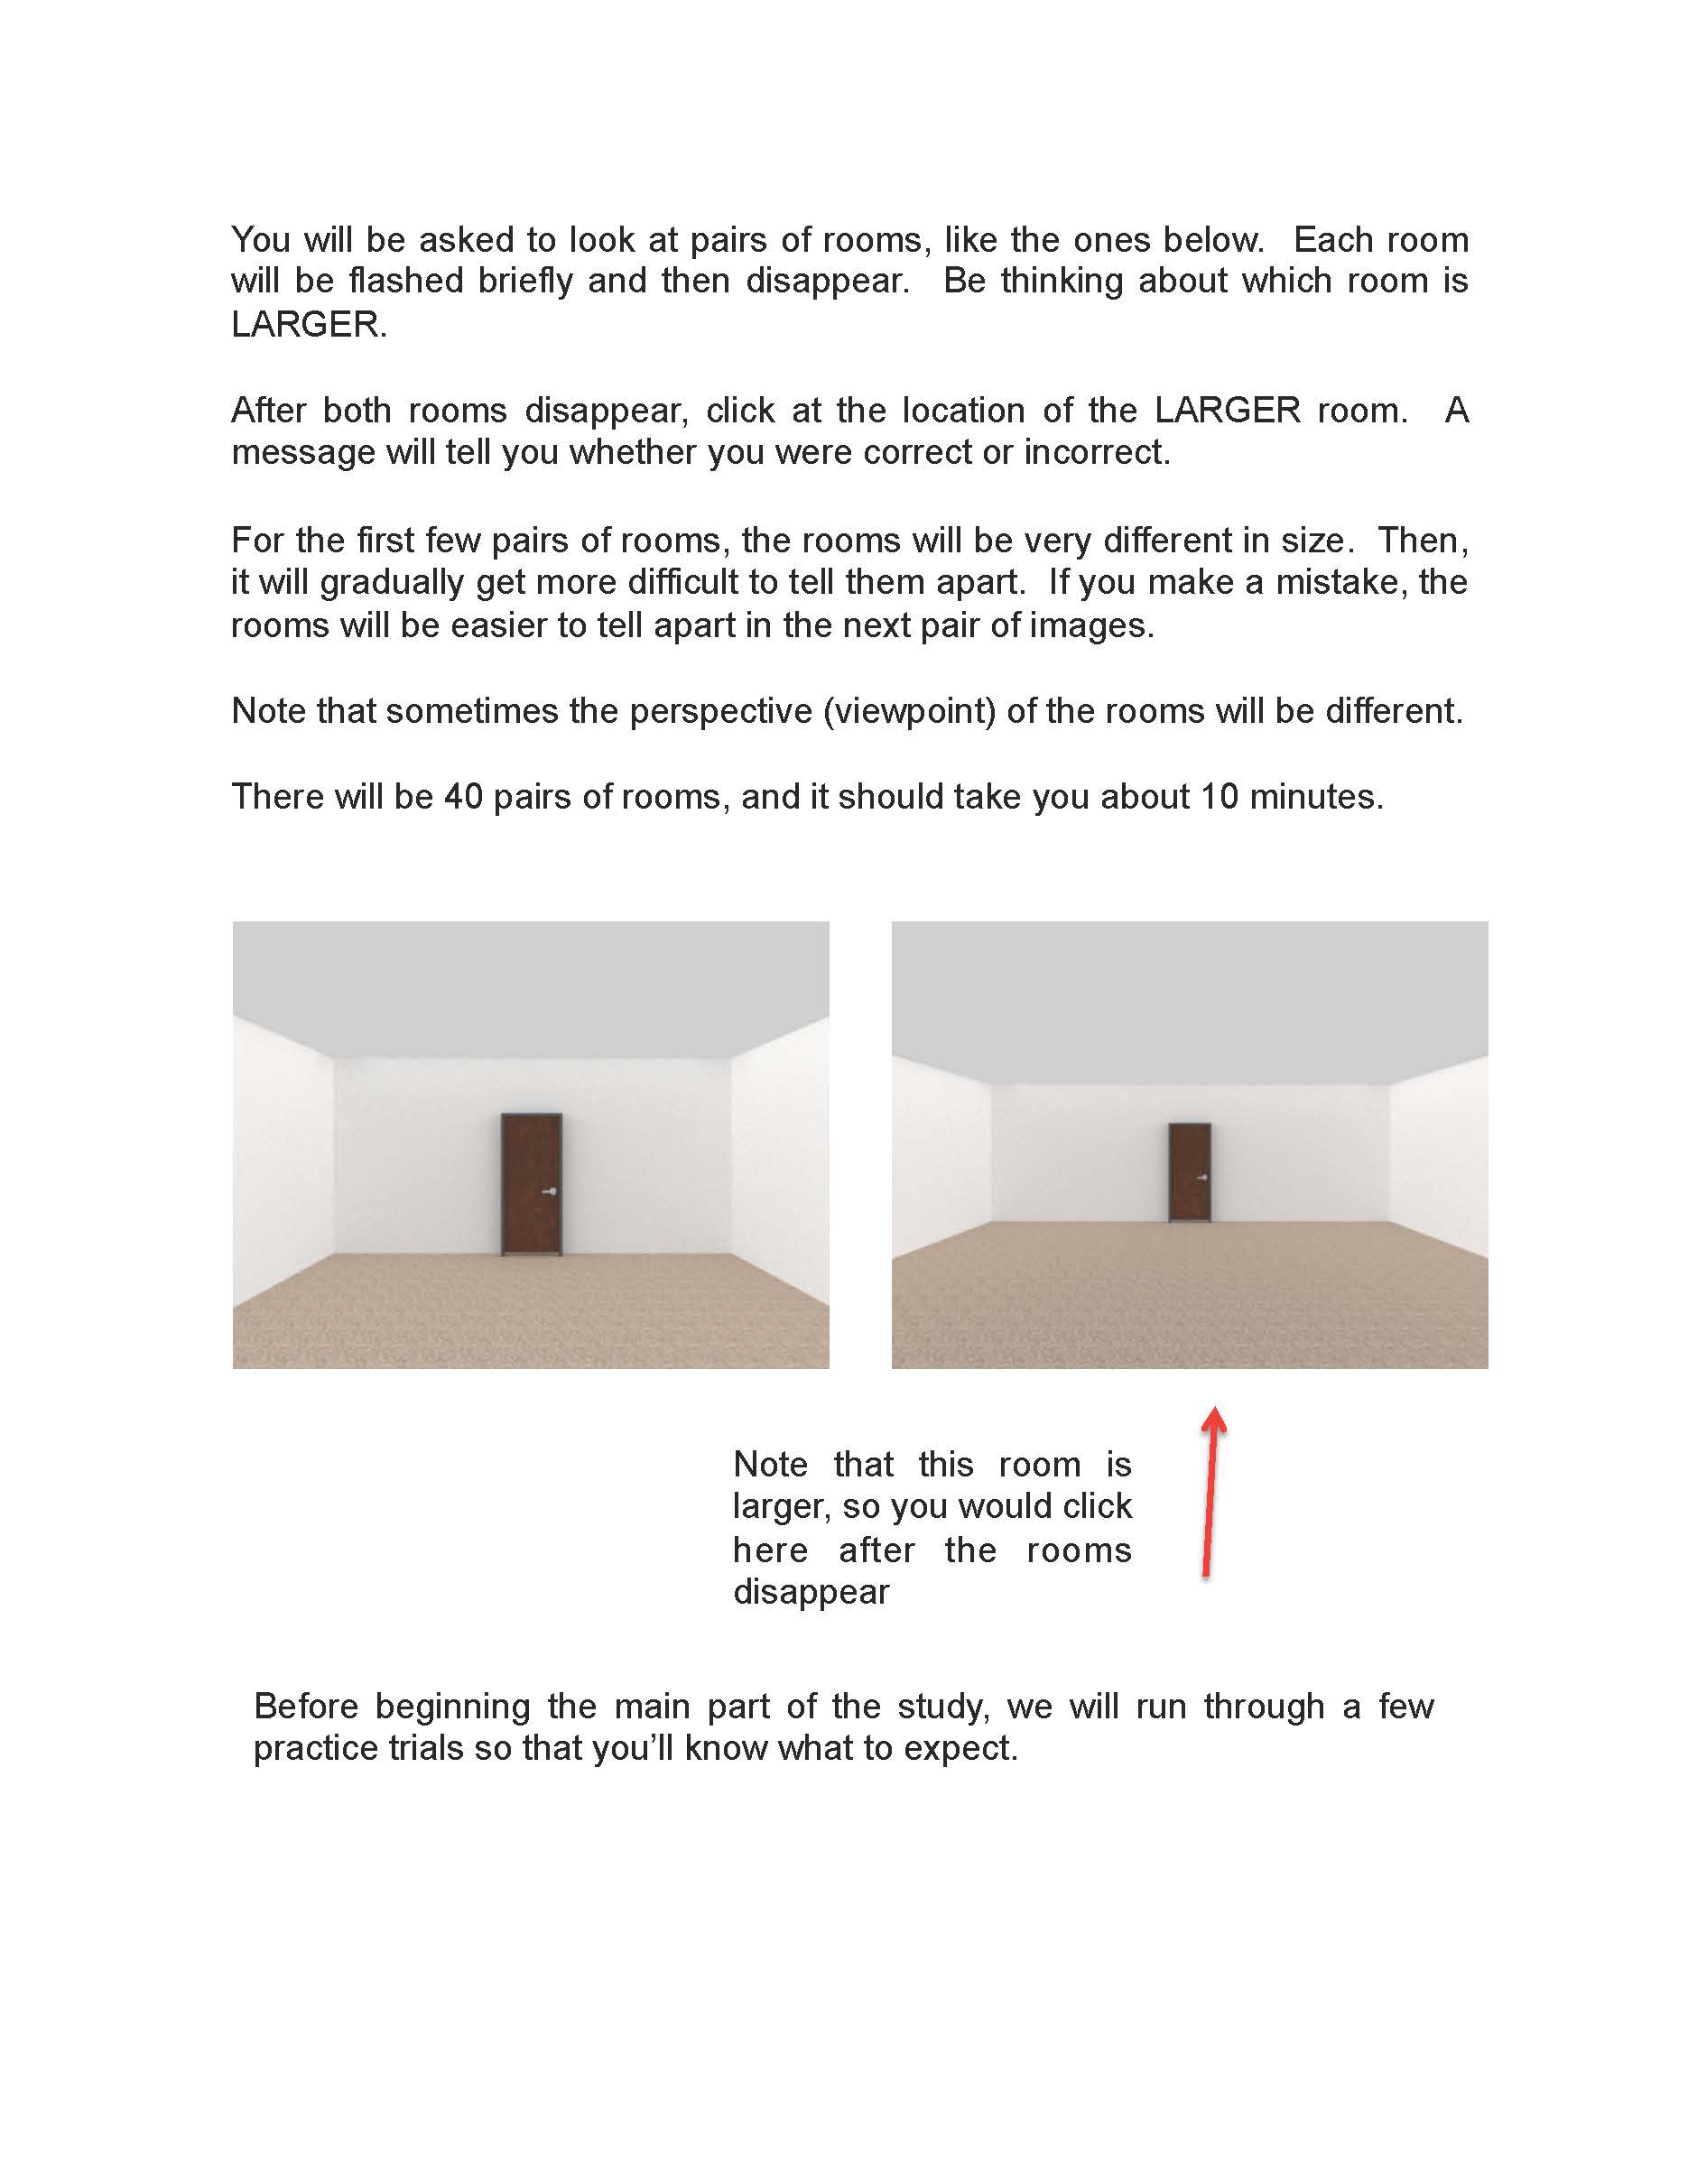 You will be asked to look at pairs of rooms, like the ones below. Each room
will be flashed briefly and then disappear. Be thinking about which room is
LARGER.
After both rooms disappear, click at the location of the LARGER room. A
message will tell you whether you were correct or incorrect.
For the first few pairs of rooms, the rooms will be very different in size. Then,
it will gradually get more difficult to tell them apart. If you make a mistake, the
rooms will be easier to tell apart in the next pair of images.
Note that sometimes the perspective (viewpoint) of the rooms will be different.
There will be 40 pairs of rooms, and it should take you about 10 minutes.
Note that this room is
larger, so you would click
here after the rooms
disappear
Before beginning the main part of the study, we will run through a few
practice trials so that you’ll know what to expect.